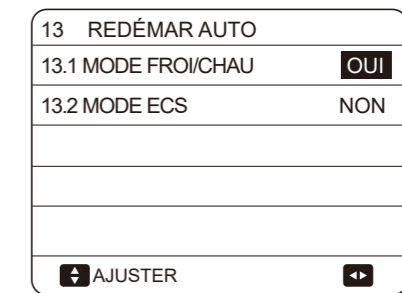 13 REDÉMAR AUTO
13.1 MODE FROI/CHAU OUI
13.2 MODE ECS NON
AJUSTER